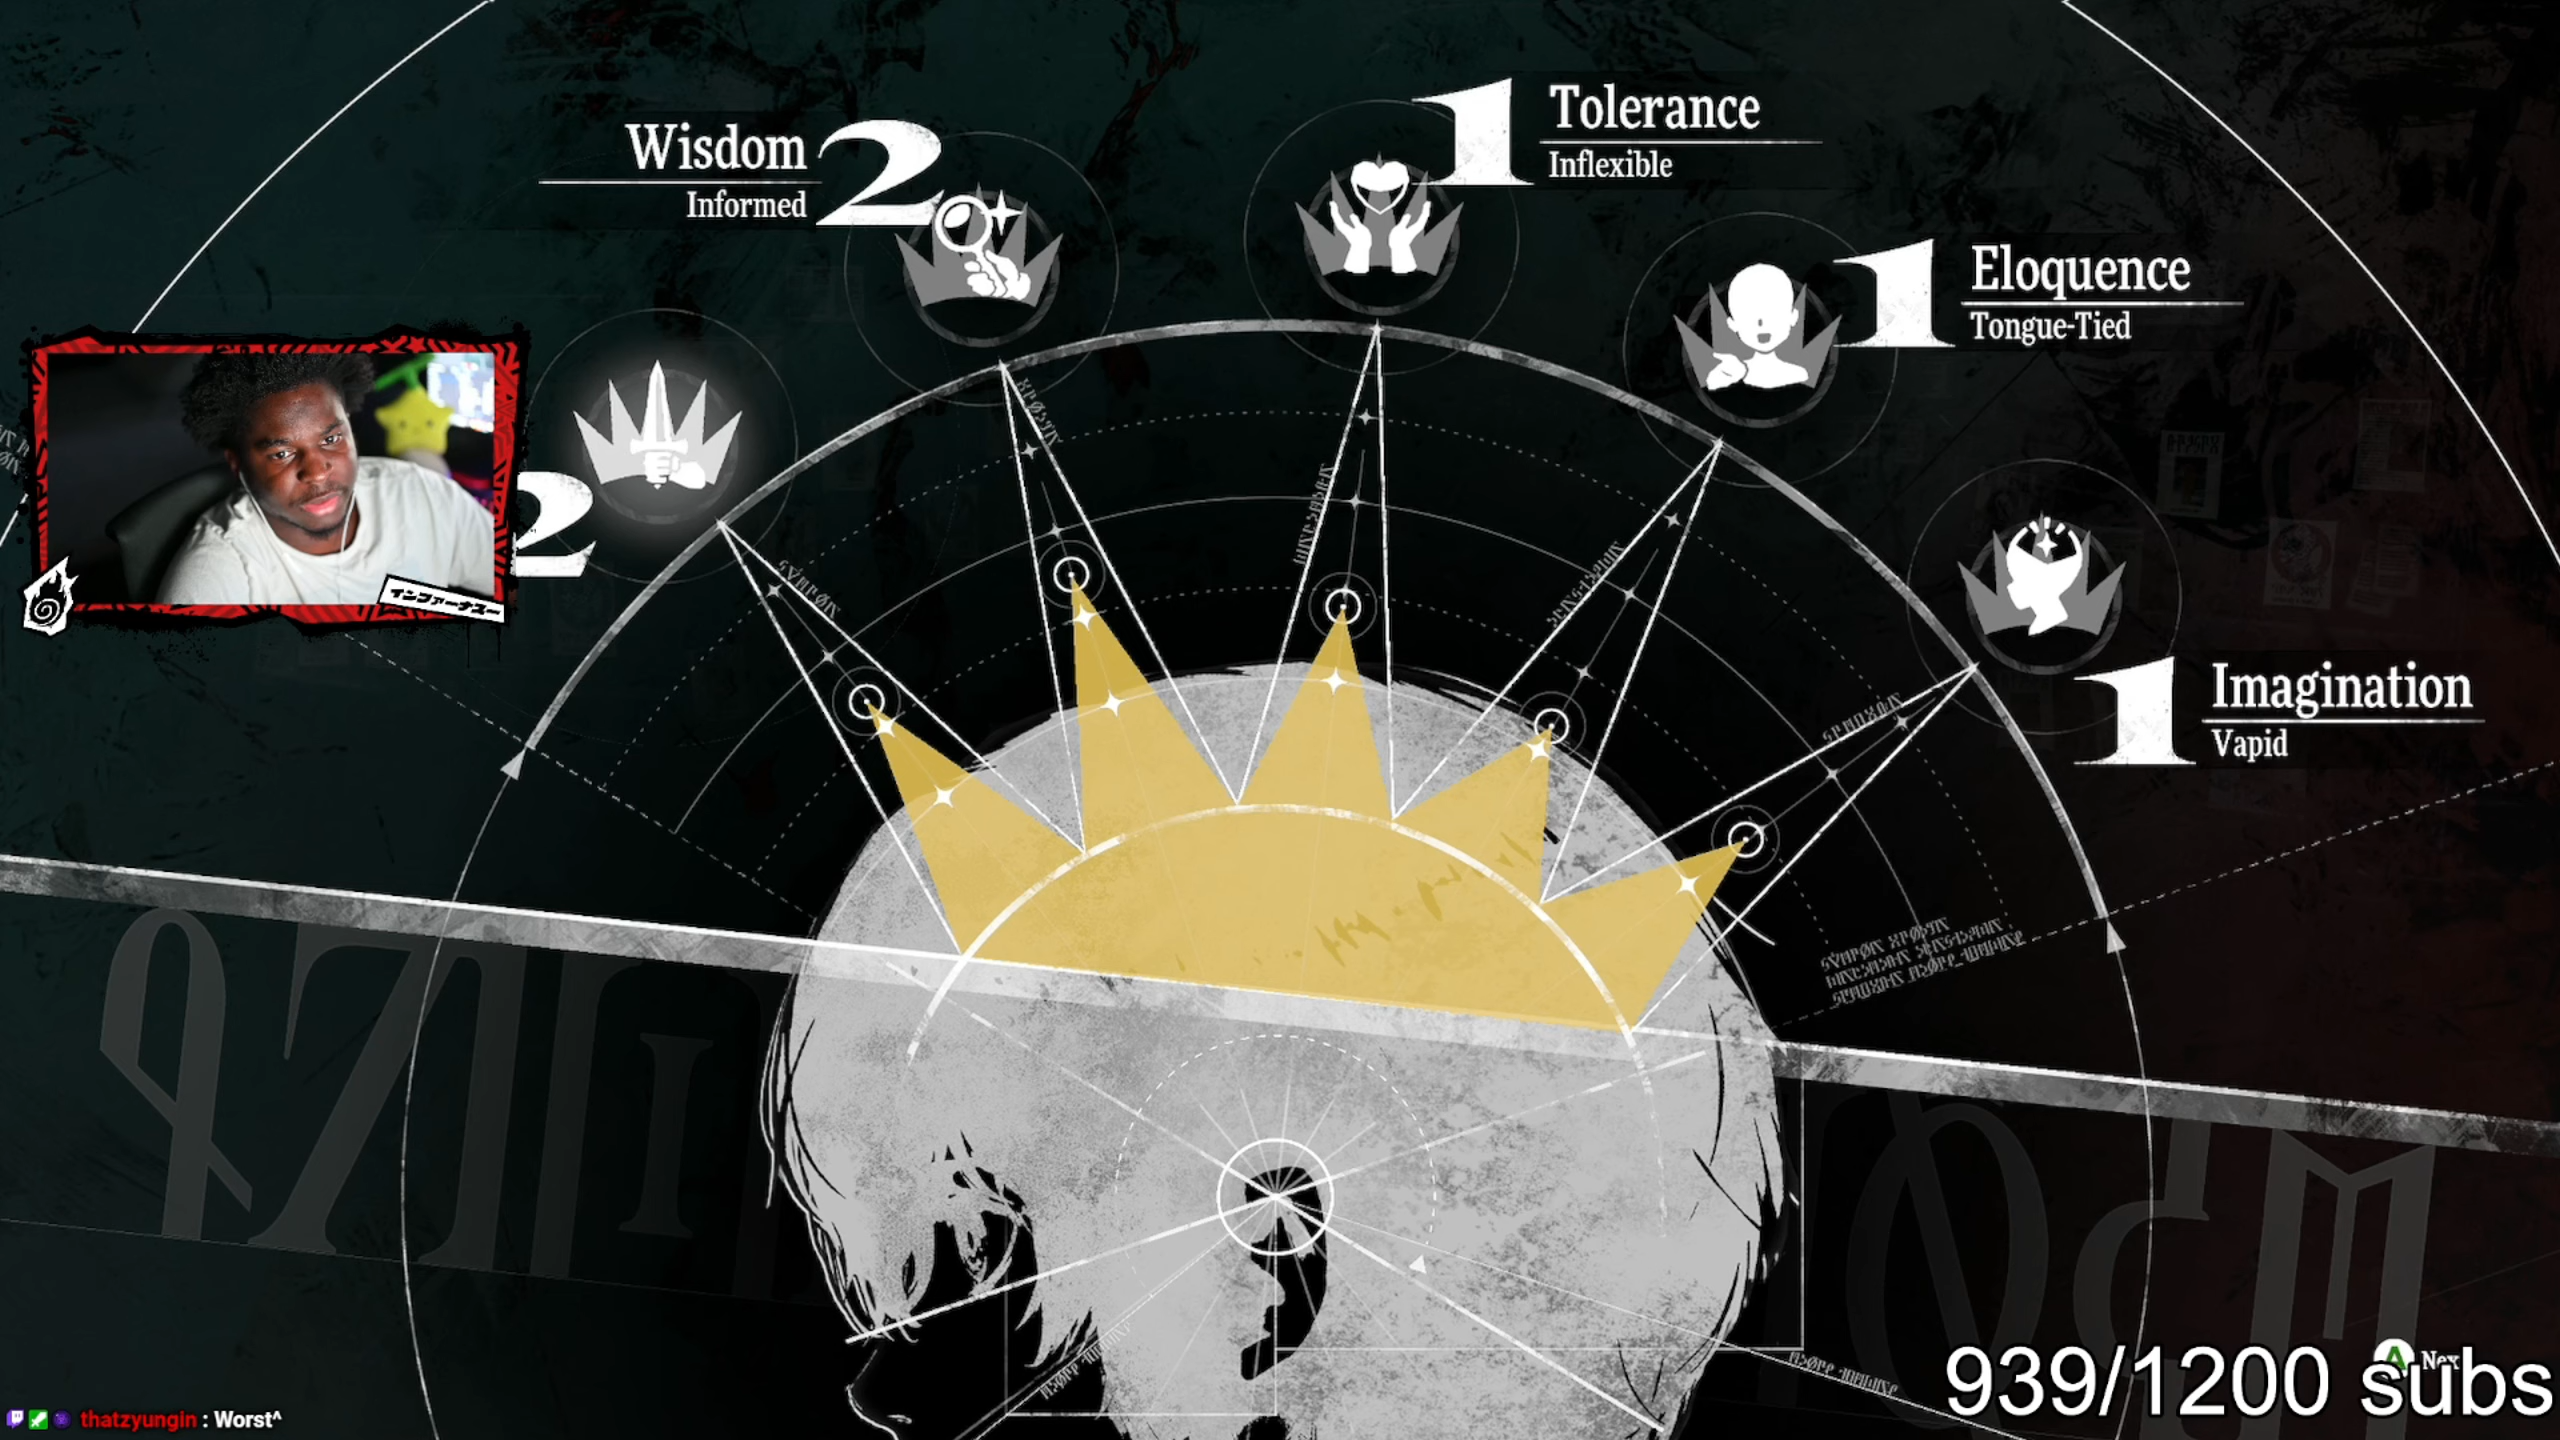 Wisdom 2
Informed
1 Tolerance
Inflexible
1 Eloquence
Tongue-Tied
2
インファーナスー
1 Imagination
Vapid
A Nex
939/1200 subs
thatzyungin : Worst^